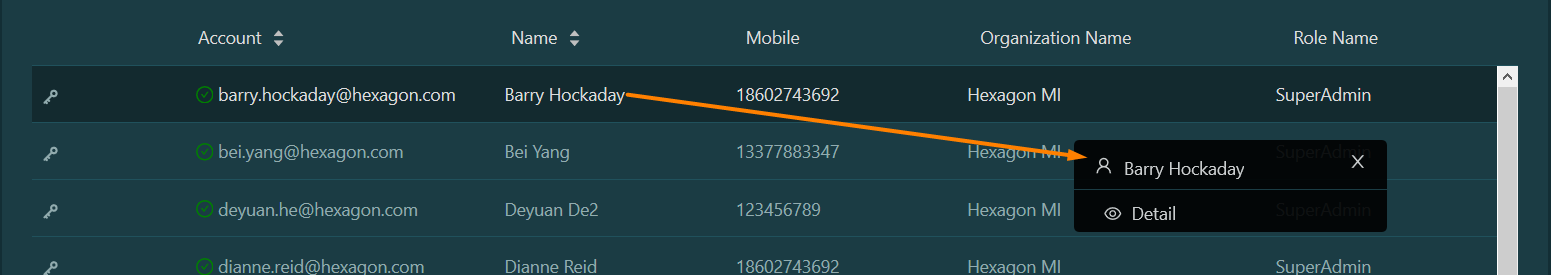 Account Name Mobile Organization Name Role Name
barry.hockaday@hexagon.com Barry Hockaday 18602743692 Hexagon MI SuperAdmin
bei.yang@hexagon.com Bei Yang 13377883347 Hexagon MI SuperAdmin
Barry Hockaday
deyuan.he@hexagon.com Deyuan De2 123456789 Hexagon MI SuperAdmin
Detail
dianne.reid@hexagon.com Dianne Reid 18602743692 Hexagon MI SuperAdmin